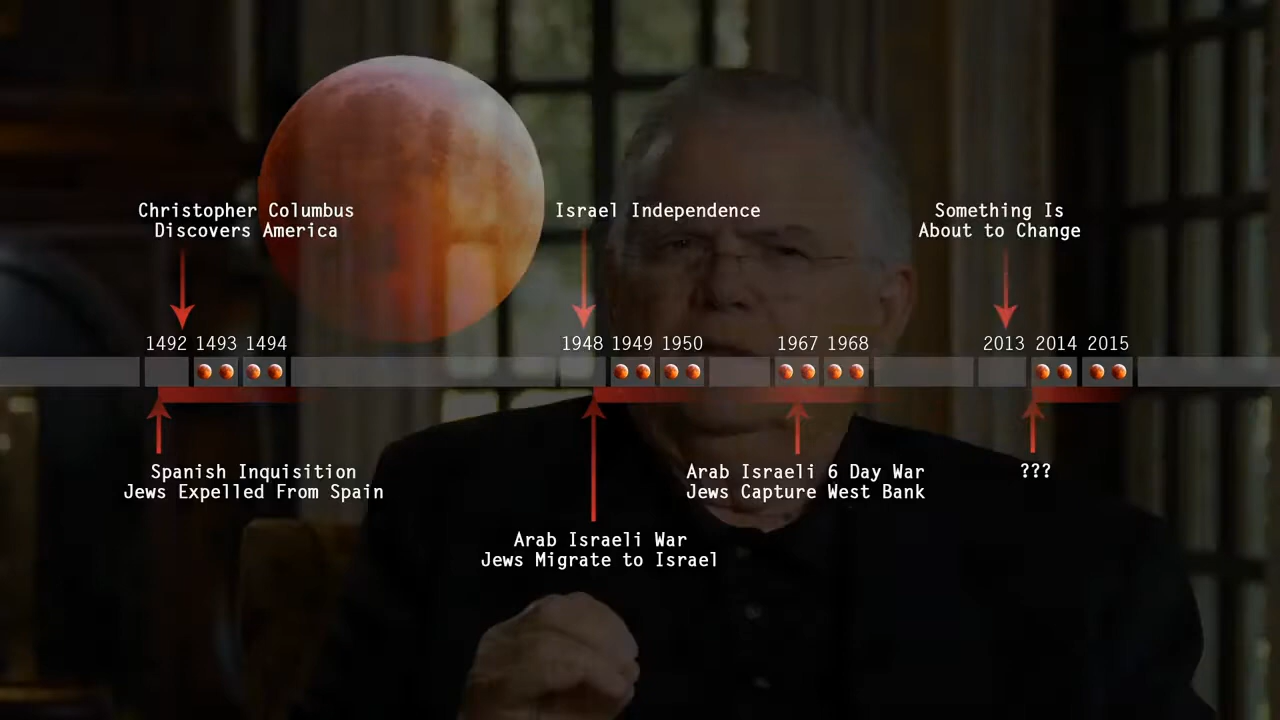 Christopher Columbus
Discovers America
Israel Independence
Something Is
About to Change
1492 1493 1494
1948 1949 1950
1967 1968
2013 2014 2015
Spanish Inquisition
Jews Expelled From Spain
Arab Israeli War
Jews Migrate to Israel
Arab Israeli 6 Day War
Jews Capture West Bank
???